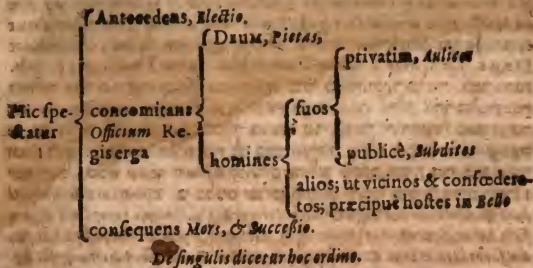 Antecedens, Electio.
Deum, Pietas,
privatim, Aulicos
Hic spe-
ctatur
concomitans
Officium Re-
gis erga
suos
homines
publicè, Subditos
alios; ut vicinos & confœdera-
tos; præcipuè hostes in Bello
consequens Mors, & Successio.
De singulis dicetur hoc ordine.